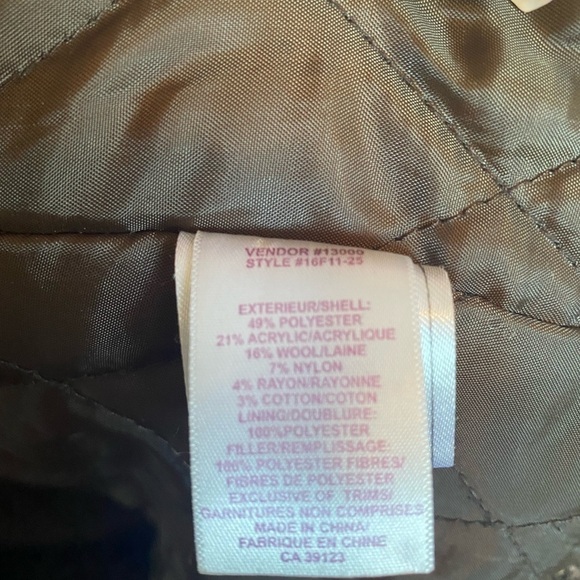 VENDOR #13000
STYLE #16F11-25
EXTERIEUR/SHELL:
49% POLYESTER
21% ACRYLIC/ACRYLIQUE
16% WOOL/LAINE
7% NYLON
4% RAYON/RAYONNE
3% COTTON/COTON
LINING/DOUBLURE:
100%POLYESTER
FILLER/REMPLISSAGE:
100% POLYESTER FIBRES/
FIBRES DE POLYESTER
EXCLUSIVE OF TRIMS/
GARNITURES NON COMPRISES
MADE IN CHINA/
FABRIQUE EN CHINE
CA 39123